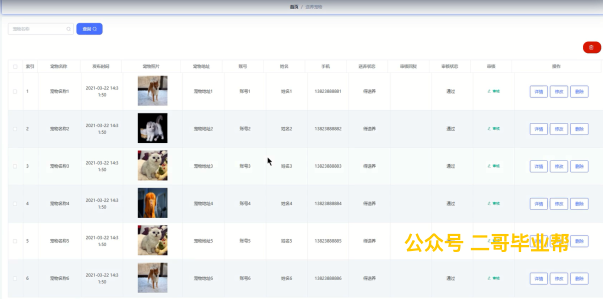 首页 / 送养宠物
宠物名称
查询
索引 宠物名称 发布时间 宠物照片 宠物地址 账号 姓名 手机 送养状态 审核回复 审核状态 审核 操作
1 宠物名称1 2021-03-22 14:31:50 宠物地址1 账号1 姓名1 13823888881 待送养 通过 审核 详情 修改 删除
2 宠物名称2 2021-03-22 14:31:50 宠物地址2 账号2 姓名2 13823888882 待送养 通过 审核 详情 修改 删除
3 宠物名称3 2021-03-22 14:31:50 宠物地址3 账号3 姓名3 13823888883 待送养 通过 审核 详情 修改 删除
4 宠物名称4 2021-03-22 14:31:50 宠物地址4 账号4 姓名4 13823888884 待送养 通过 审核 详情 修改 删除
5 宠物名称5 2021-03-22 14:31:50 宠物地址5 账号5 姓名5 13823888885 待送养 通过 审核 详情 修改 删除
公众号 二哥毕业帮
6 宠物名称6 2021-03-22 14:31:50 宠物地址6 账号6 姓名6 13823888886 待送养 通过 审核 详情 修改 删除